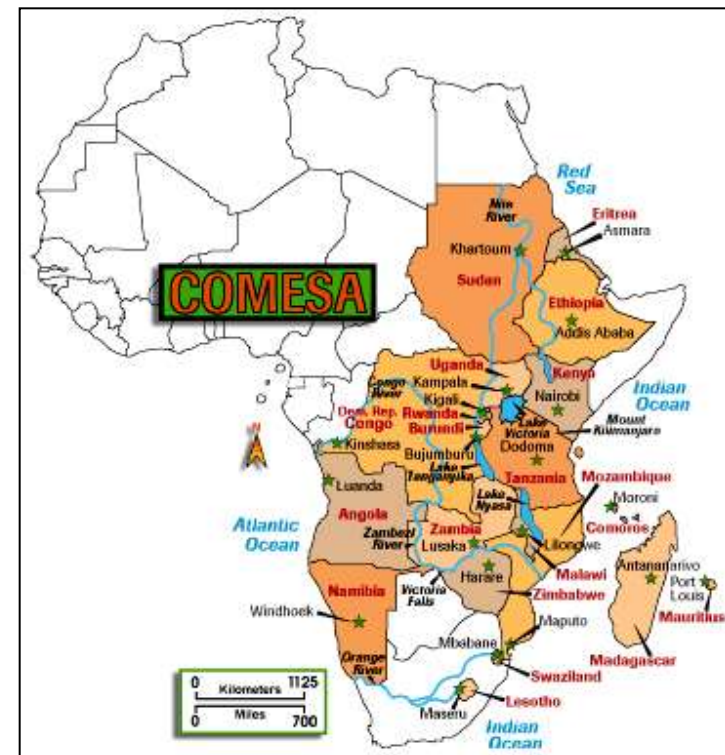 Red
Sea
Nile
River
Eritrea
Asmara
Khartoum
COMESA
Sudan
Ethiopia
Addis Ababa
Uganda
Kenya
Congo
River
Kampala
Kigali
Nairobi
Indian
Ocean
Dem. Rep.
Congo
Rwanda
Burundi
Lake
Victoria
Mount
Kilimanjaro
N
Kinshasa
Bujumburu
Dodoma
Lake
Tanganyika
Tanzania
Mozambique
Luanda
Lake
Nyasa
Moroni
Angola
Comoros
Atlantic
Ocean
Zambezi
River
Zambia
Lusaka
Lilongwe
Antananarivo
Malawi
Port
Louis
Harare
Zimbabwe
Mauritius
Namibia
Victoria
Falls
Windhoek
Maputo
Madagascar
Mbabane
Orange
River
Swaziland
0 Kilometers 1125
0 Miles 700
Lesotho
Maseru
Indian
Ocean